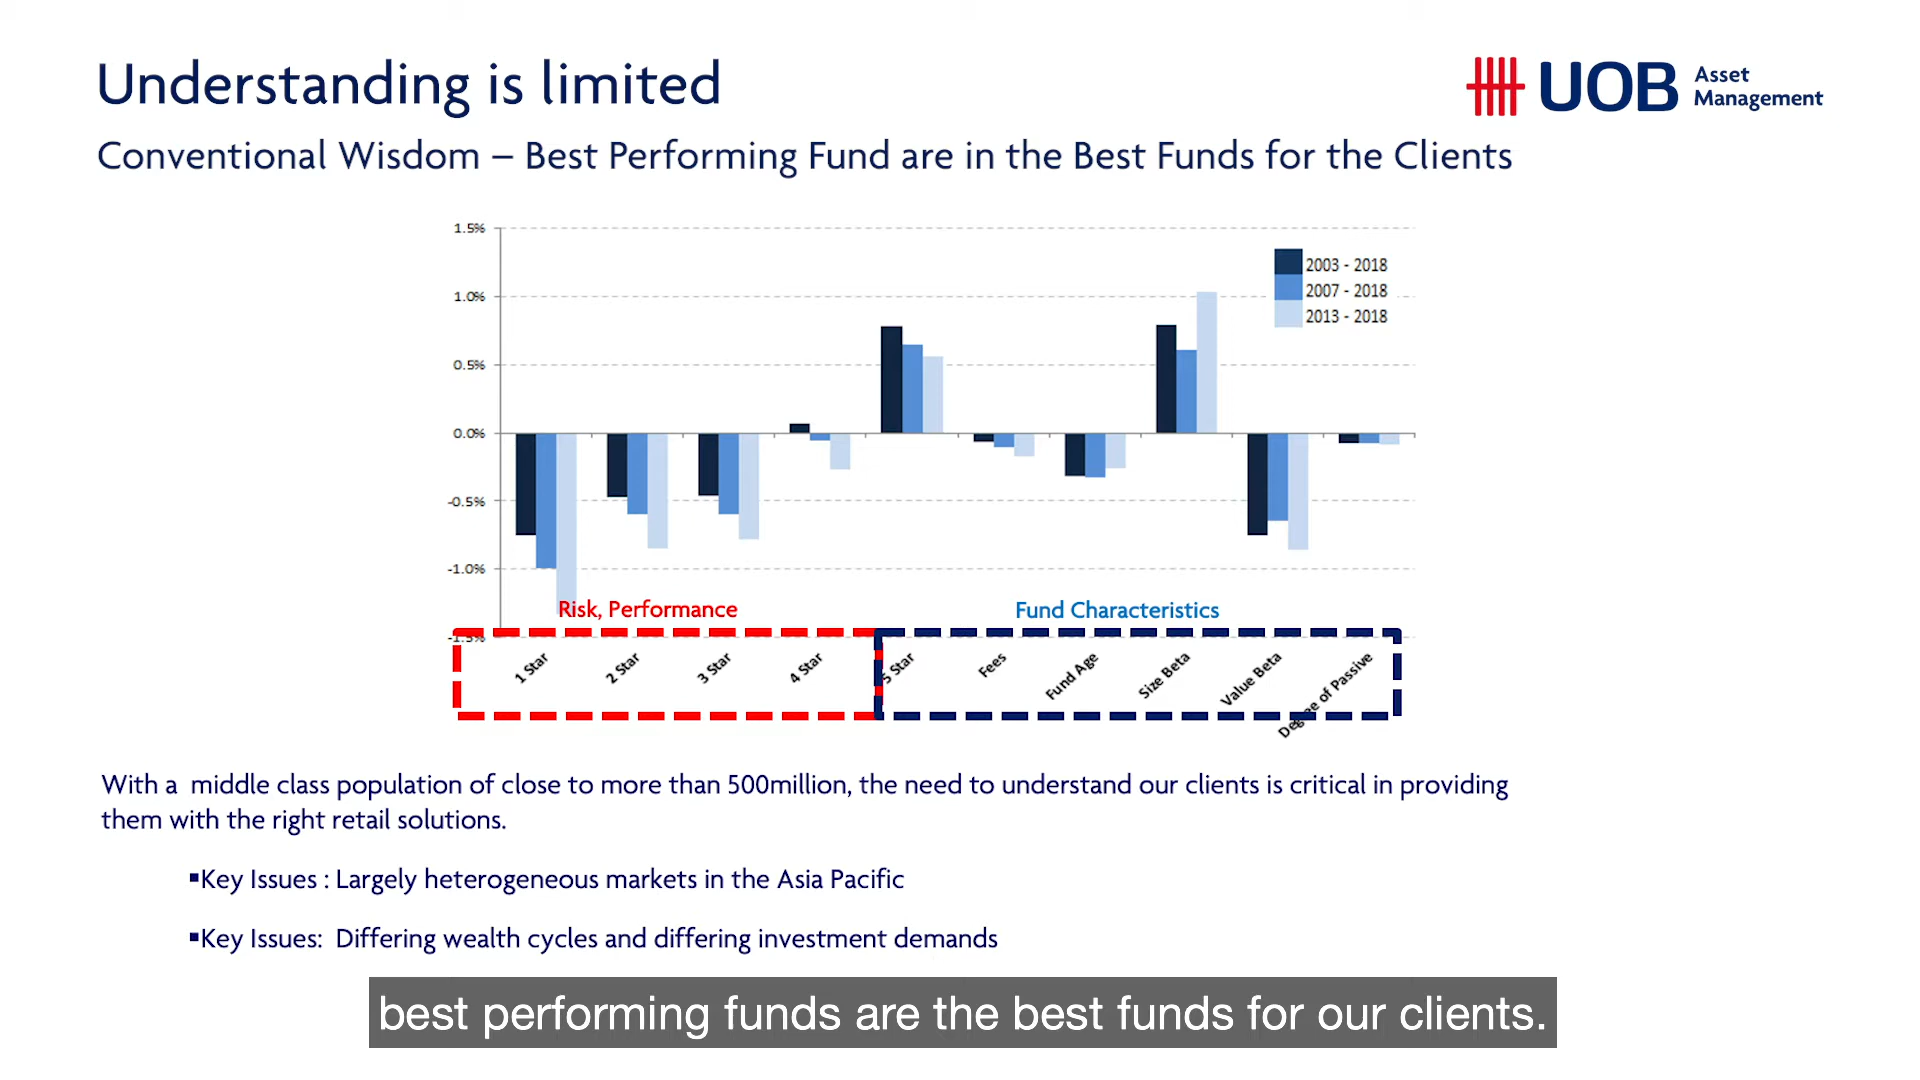 Understanding is limited
UOB Asset Management
Conventional Wisdom – Best Performing Fund are in the Best Funds for the Clients
1.5%
1.0%
0.5%
0.0%
-0.5%
-1.0%
-1.5%
2003 - 2018
2007 - 2018
2013 - 2018
Risk, Performance
Fund Characteristics
1 Star
2 Star
3 Star
4 Star
5 Star
Fees
Fund Age
Size Beta
Value Beta
Degree of Passive
With a middle class population of close to more than 500million, the need to understand our clients is critical in providing
them with the right retail solutions.
▪Key Issues : Largely heterogeneous markets in the Asia Pacific
▪Key Issues: Differing wealth cycles and differing investment demands
best performing funds are the best funds for our clients.